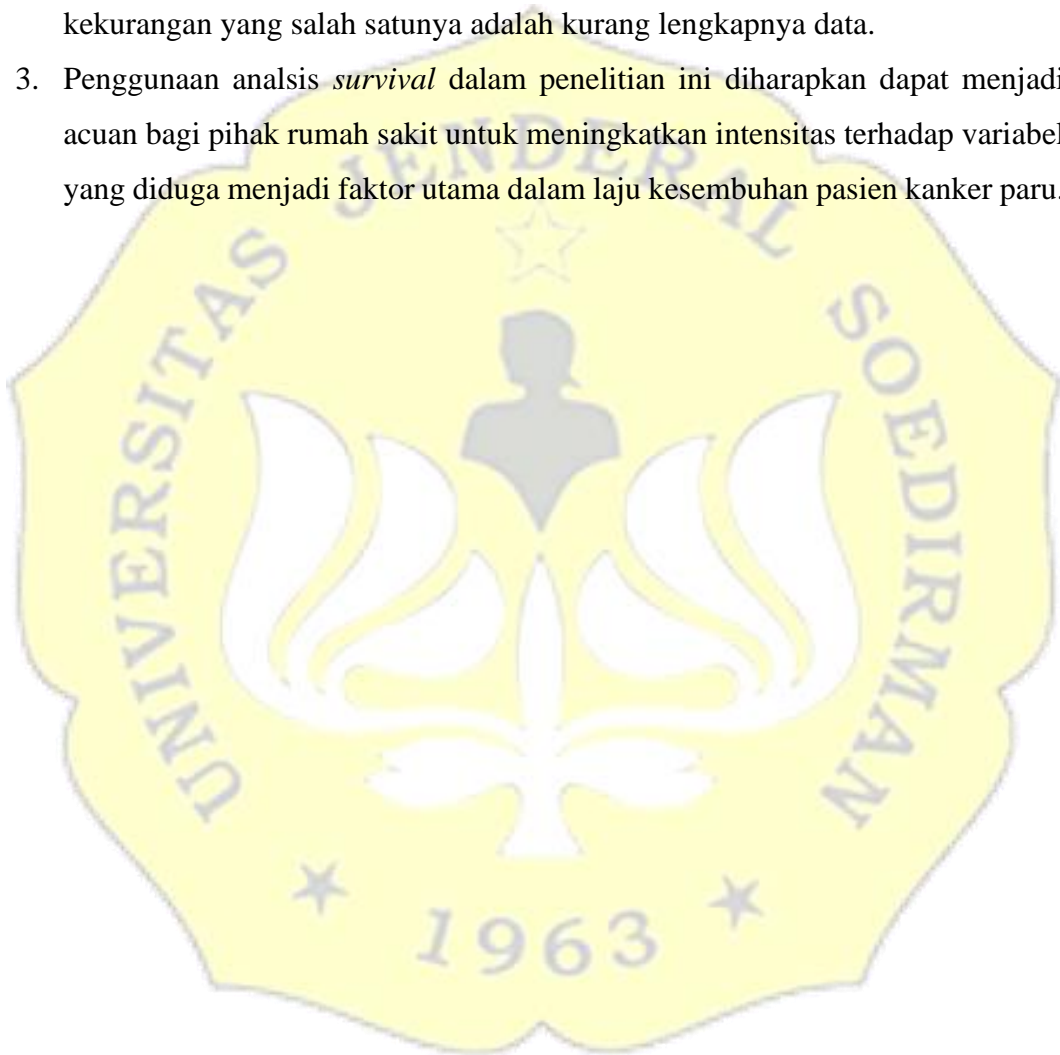 kekurangan yang salah satunya adalah kurang lengkapnya data.
3. Penggunaan analsis survival dalam penelitian ini diharapkan dapat menjadi
acuan bagi pihak rumah sakit untuk meningkatkan intensitas terhadap variabel
yang diduga menjadi faktor utama dalam laju kesembuhan pasien kanker paru.
UNIVERSITAS JENDERAL SOEDIRMAN
1963